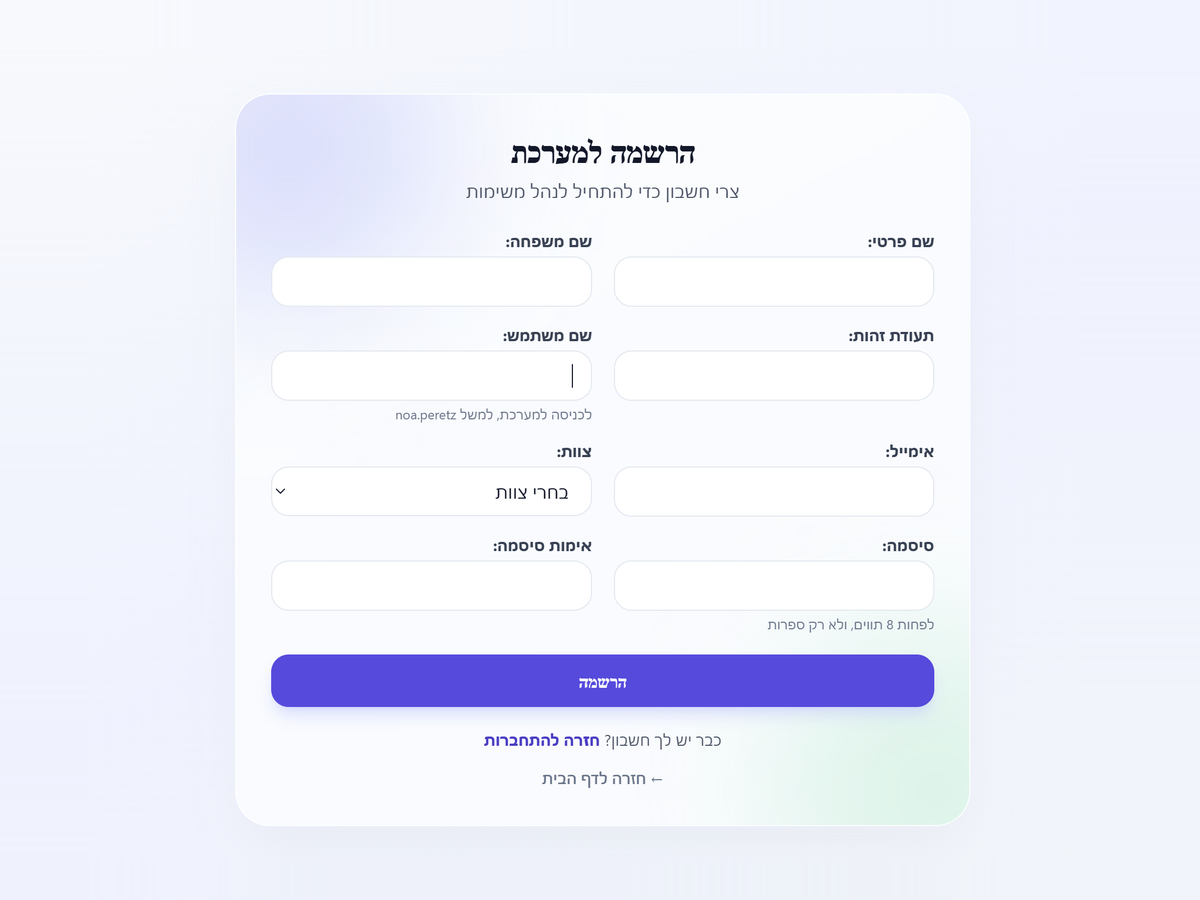 הרשמה למערכת
צרי חשבון כדי להתחיל לנהל משימות
שם פרטי:
שם משפחה:
תעודת זהות:
שם משתמש:
לכניסה למערכת, למשל noa.peretz
אימייל:
צוות:
בחרי צוות
סיסמה:
אימות סיסמה:
לפחות 8 תווים, ולא רק ספרות
הרשמה
כבר יש לך חשבון? חזרה להתחברות
← חזרה לדף הבית